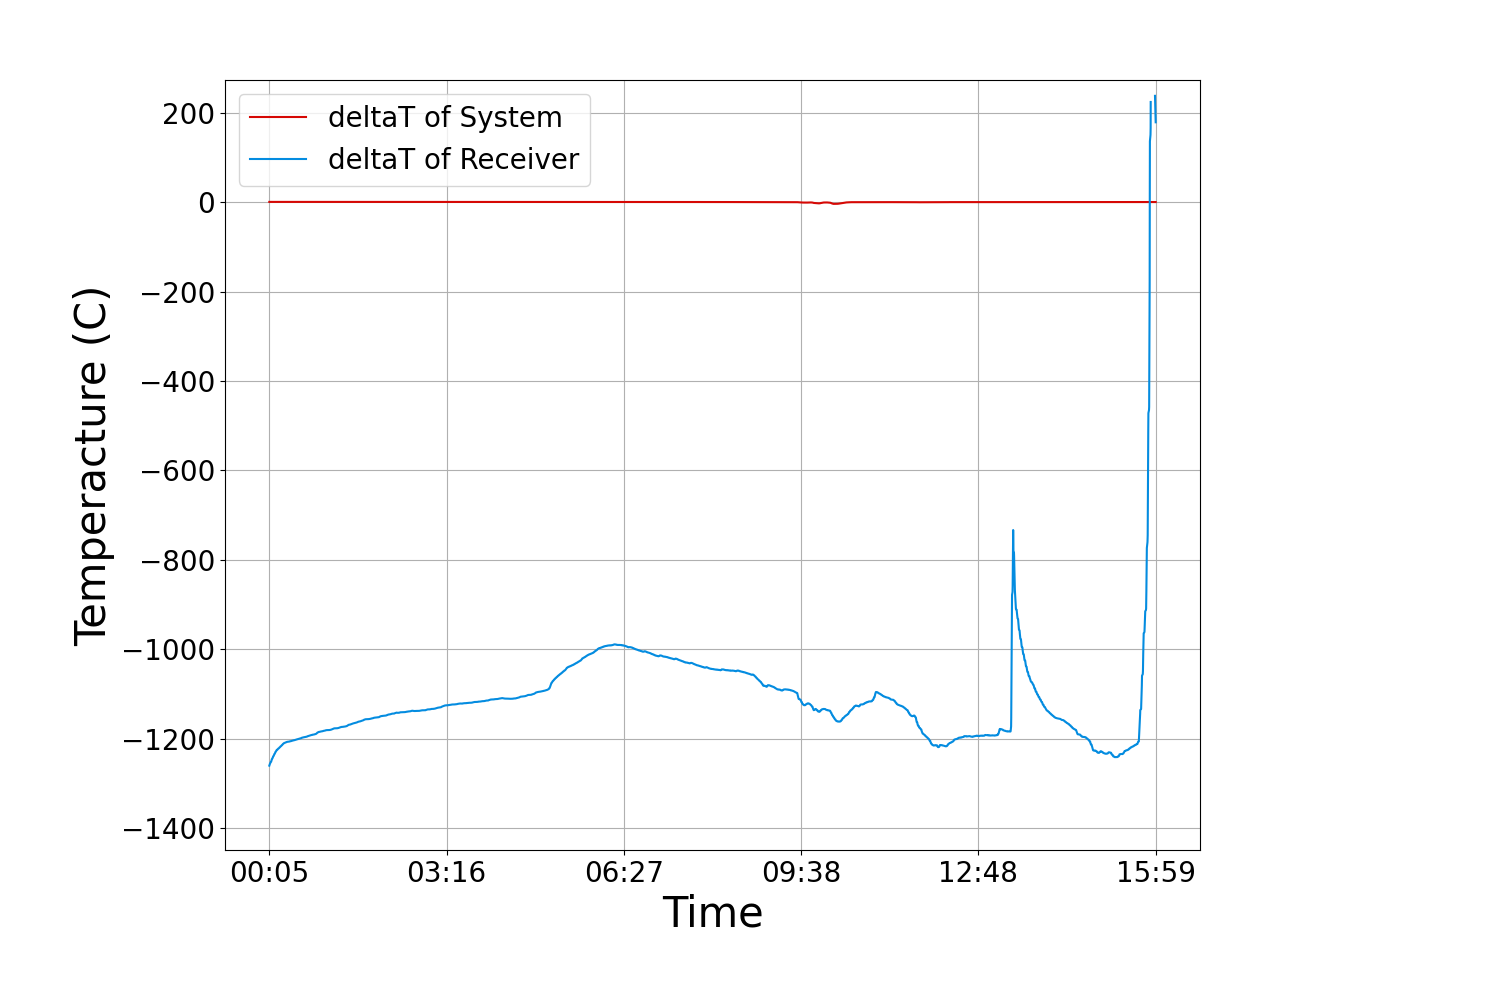 deltaT of System
deltaT of Receiver
200
0
−200
−400
−600
−800
−1000
−1200
−1400
Temperacture (C)
00:05 03:16 06:27 09:38 12:48 15:59
Time